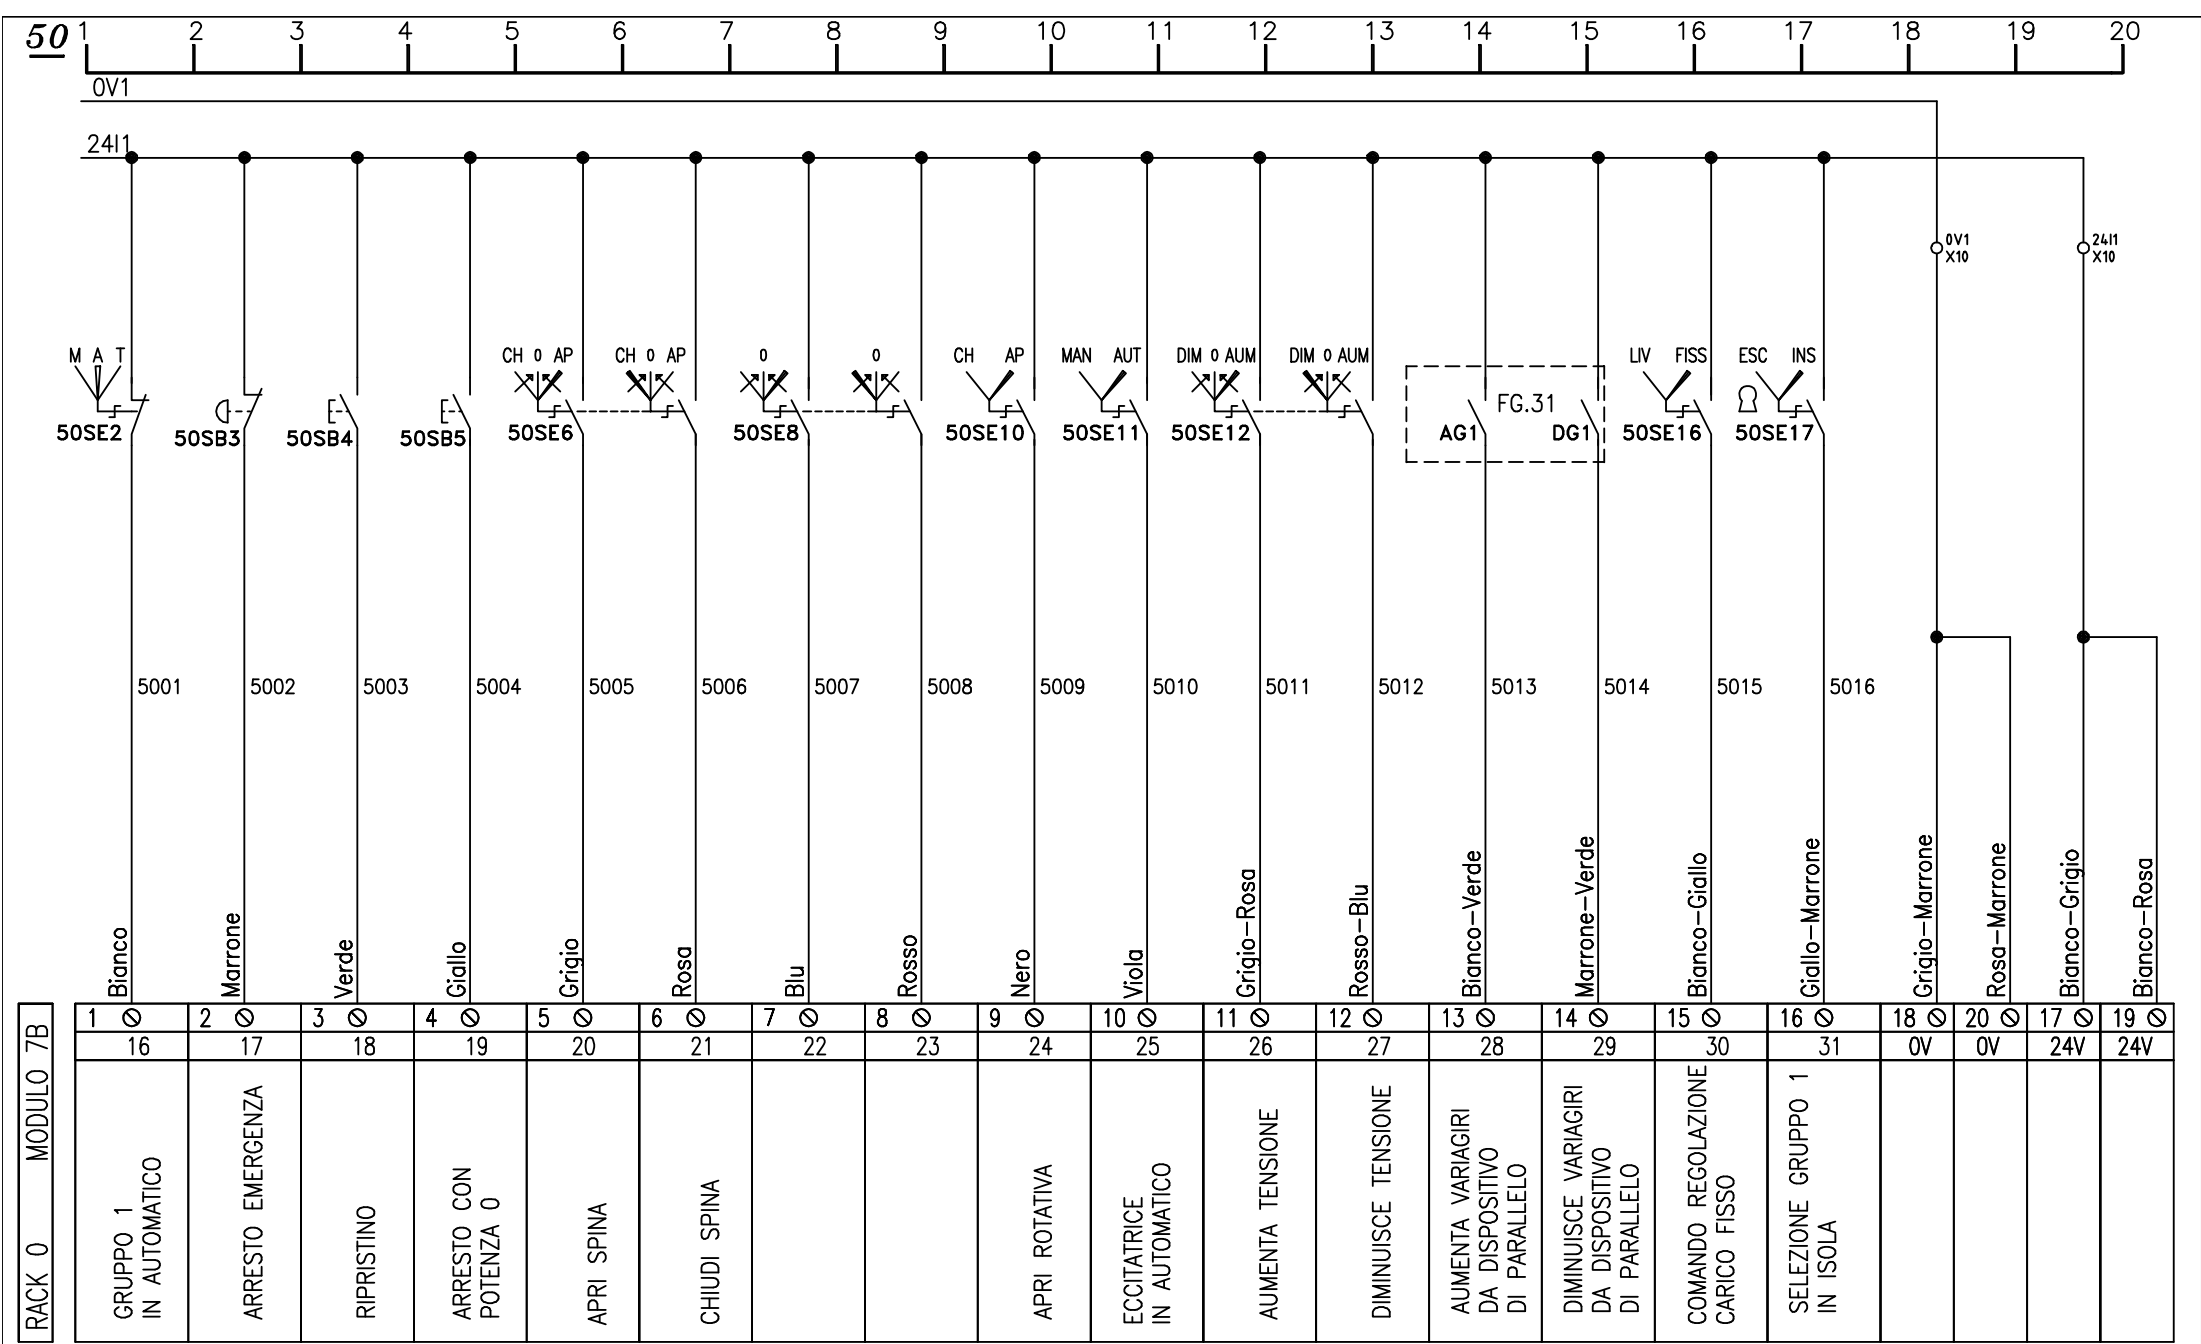 50
1 2 3 4 5 6 7 8 9 10 11 12 13 14 15 16 17 18 19 20
0V1
24I1
0V1
X10
24I1
X10
M A T
CH 0 AP
CH 0 AP
0
0
CH AP
MAN AUT
DIM 0 AUM
DIM 0 AUM
LIV FISS
ESC INS
FG.31
50SE2
50SB3
50SB4
50SB5
50SE6
50SE8
50SE10
50SE11
50SE12
AG1
DG1
50SE16
50SE17
5001 5002 5003 5004 5005 5006 5007 5008 5009 5010 5011 5012 5013 5014 5015 5016
Bianco
Marrone
Verde
Giallo
Grigio
Rosa
Blu
Rosso
Nero
Viola
Grigio-Rosa
Rosso-Blu
Bianco-Verde
Marrone-Verde
Bianco-Giallo
Giallo-Marrone
Grigio-Marrone
Rosa-Marrone
Bianco-Grigio
Bianco-Rosa
1 2 3 4 5 6 7 8 9 10 11 12 13 14 15 16 18 20 17 19
16 17 18 19 20 21 22 23 24 25 26 27 28 29 30 31 0V 0V 24V 24V
RACK 0 MODULO 7B
GRUPPO 1
IN AUTOMATICO
ARRESTO EMERGENZA
RIPRISTINO
ARRESTO CON
POTENZA 0
APRI SPINA
CHIUDI SPINA
APRI ROTATIVA
ECCITATRICE
IN AUTOMATICO
AUMENTA TENSIONE
DIMINUISCE TENSIONE
AUMENTA VARIAGIRI
DA DISPOSITIVO
DI PARALLELO
DIMINUISCE VARIAGIRI
DA DISPOSITIVO
DI PARALLELO
COMANDO REGOLAZIONE
CARICO FISSO
SELEZIONE GRUPPO 1
IN ISOLA